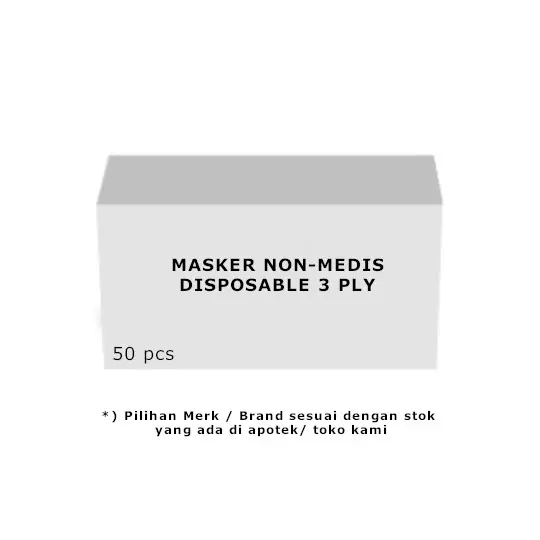 MASKER NON-MEDIS
DISPOSABLE 3 PLY
50 pcs
*) Pilihan Merk / Brand sesuai dengan stok
yang ada di apotek/ toko kami